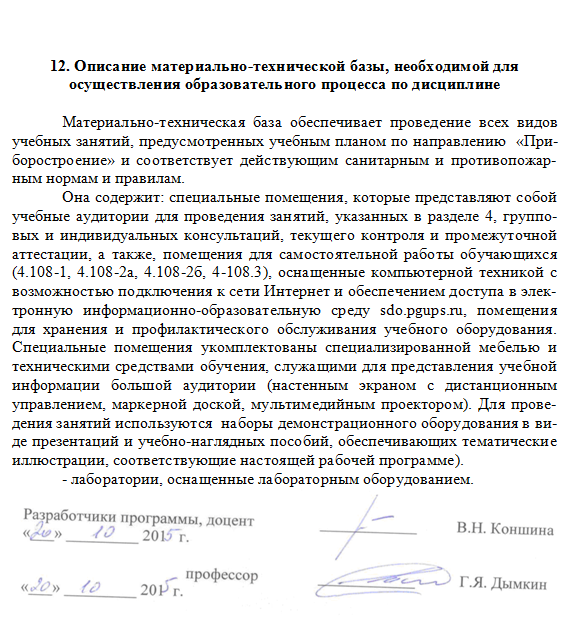 12. Описание материально-технической базы, необходимой для
осуществления образовательного процесса по дисциплине
Материально-техническая база обеспечивает проведение всех видов
учебных занятий, предусмотренных учебным планом по направлению «При-
боростроение» и соответствует действующим санитарным и противопожар-
ным нормам и правилам.
Она содержит: специальные помещения, которые представляют собой
учебные аудитории для проведения занятий, указанных в разделе 4, группо-
вых и индивидуальных консультаций, текущего контроля и промежуточной
аттестации, а также, помещения для самостоятельной работы обучающихся
(4.108-1, 4.108-2а, 4.108-2б, 4-108.3), оснащенные компьютерной техникой с
возможностью подключения к сети Интернет и обеспечением доступа в элек-
тронную информационно-образовательную среду sdo.pgups.ru, помещения
для хранения и профилактического обслуживания учебного оборудования.
Специальные помещения укомплектованы специализированной мебелью и
техническими средствами обучения, служащими для представления учебной
информации большой аудитории (настенным экраном с дистанционным
управлением, маркерной доской, мультимедийным проектором). Для прове-
дения занятий используются наборы демонстрационного оборудования в ви-
де презентаций и учебно-наглядных пособий, обеспечивающих тематические
иллюстрации, соответствующие настоящей рабочей программе).
- лаборатории, оснащенные лабораторным оборудованием.
Разработчики программы, доцент В.Н. Коншина
«20» 10 2015 г.
профессор Г.Я. Дымкин
«20» 10 2015 г.